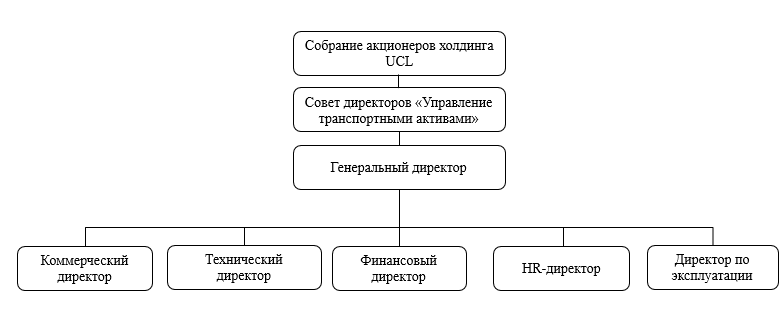 Собрание акционеров холдинга
UCL
Совет директоров «Управление
транспортными активами»
Генеральный директор
Коммерческий
директор
Технический
директор
Финансовый
директор
HR-директор
Директор по
эксплуатации